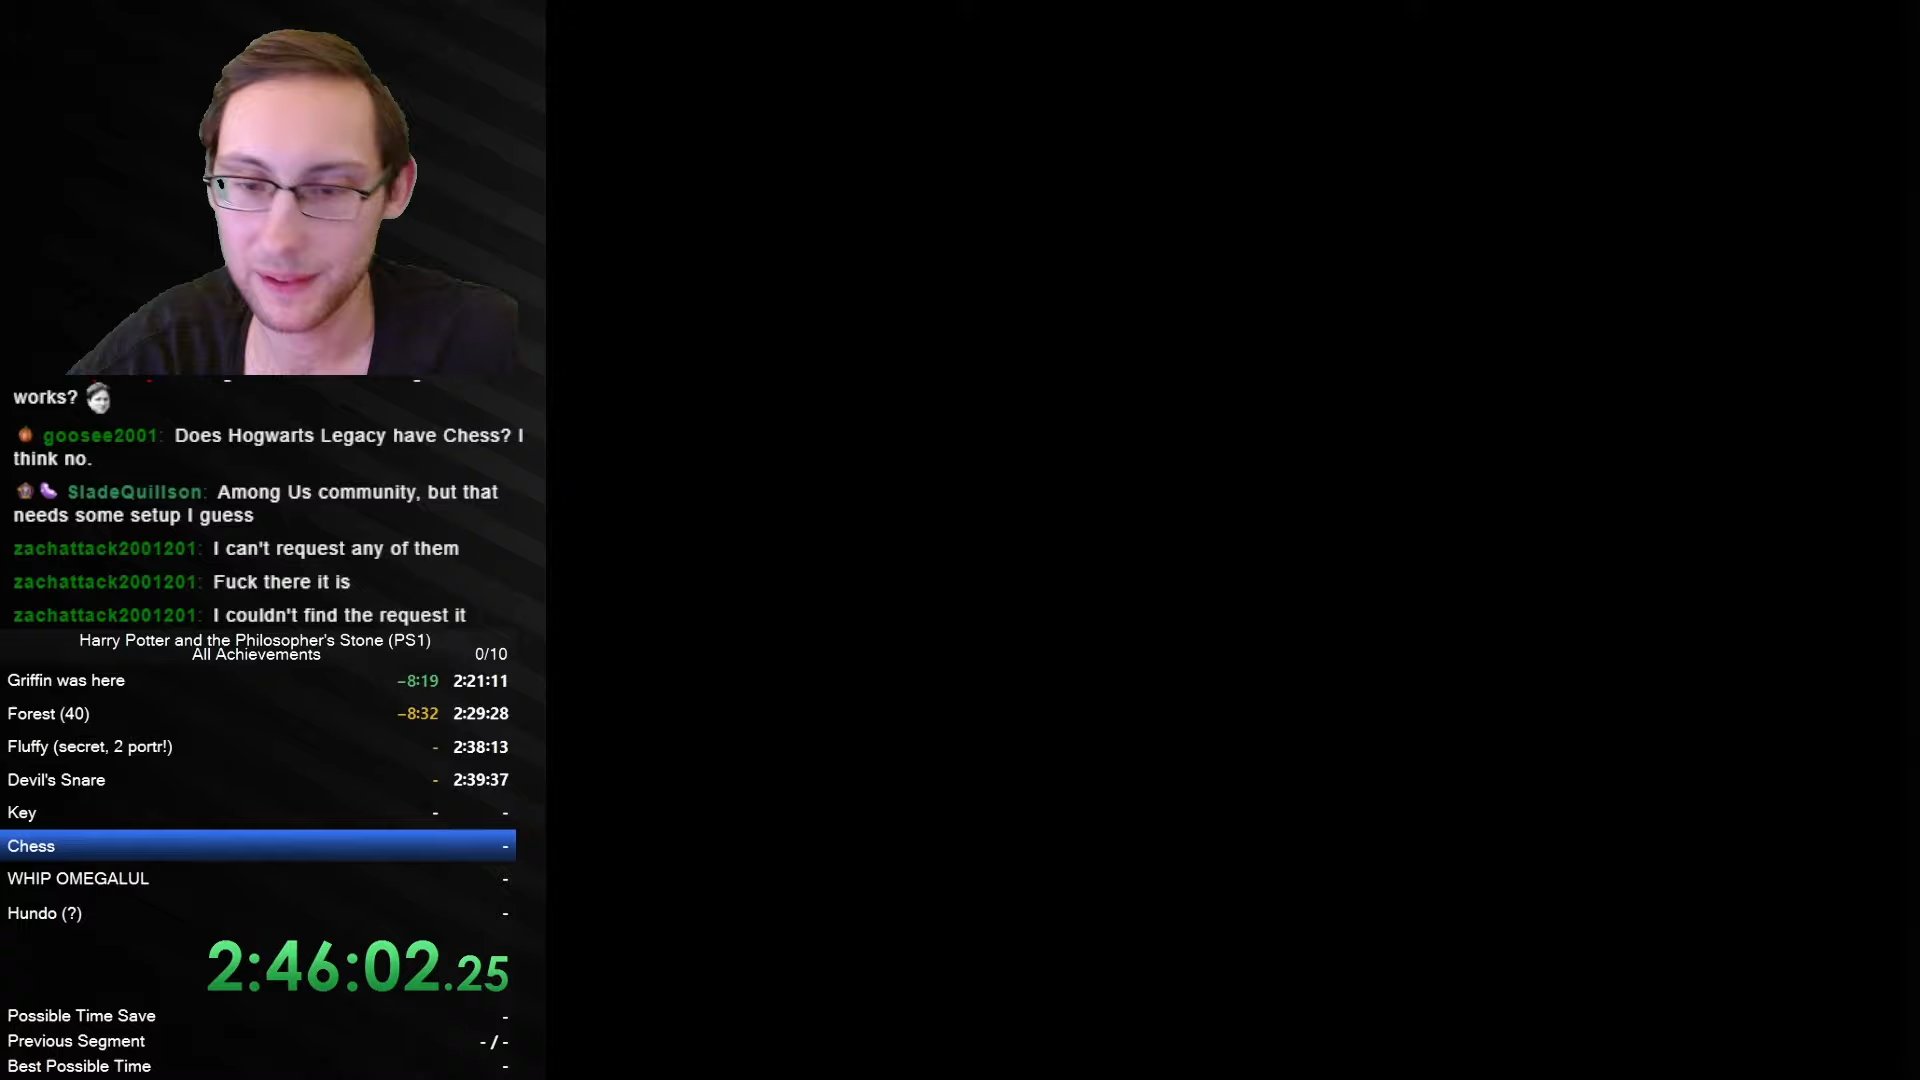 works?
goosee2001: Does Hogwarts Legacy have Chess? I
think no.
SladeQuillson: Among Us community, but that
needs some setup I guess
zachattack2001201: I can't request any of them
zachattack2001201: Fuck there it is
zachattack2001201: I couldn't find the request it
Harry Potter and the Philosopher's Stone (PS1)
All Achievements 0/10
Griffin was here −8:19 2:21:11
Forest (40) −8:32 2:29:28
Fluffy (secret, 2 portr!) - 2:38:13
Devil's Snare - 2:39:37
Key - -
Chess -
WHIP OMEGALUL -
Hundo (?) -
2:46:02.25
Possible Time Save -
Previous Segment - / -
Best Possible Time -